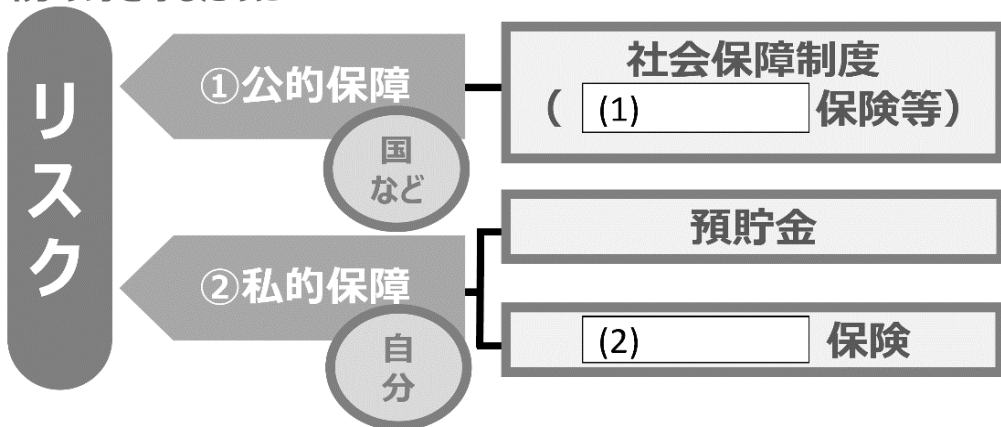 リスク
①公的保障
国
など
社会保障制度
( (1) 保険等)
②私的保障
自
分
預貯金
(2) 保険